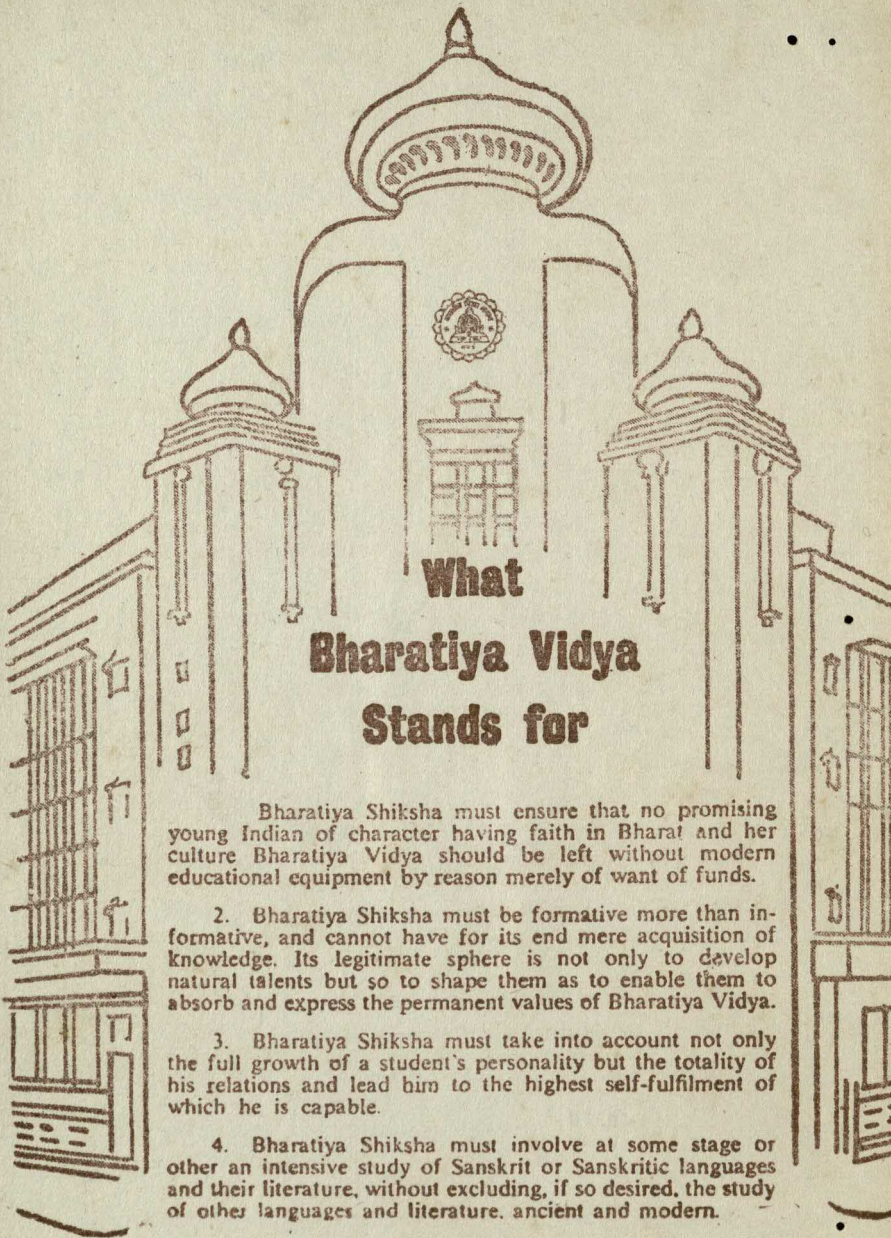 What
Bharatiya Vidya
Stands for
Bharatiya Shiksha must ensure that no promising
young Indian of character having faith in Bharat and her
culture Bharatiya Vidya should be left without modern
educational equipment by reason merely of want of funds.
2. Bharatiya Shiksha must be formative more than in-
formative, and cannot have for its end mere acquisition of
knowledge. Its legitimate sphere is not only to develop
natural talents but so to shape them as to enable them to
absorb and express the permanent values of Bharatiya Vidya.
3. Bharatiya Shiksha must take into account not only
the full growth of a student's personality but the totality of
his relations and lead him to the highest self-fulfilment of
which he is capable.
4. Bharatiya Shiksha must involve at some stage or
other an intensive study of Sanskrit or Sanskritic languages
and their literature, without excluding, if so desired, the study
of other languages and literature, ancient and modern.